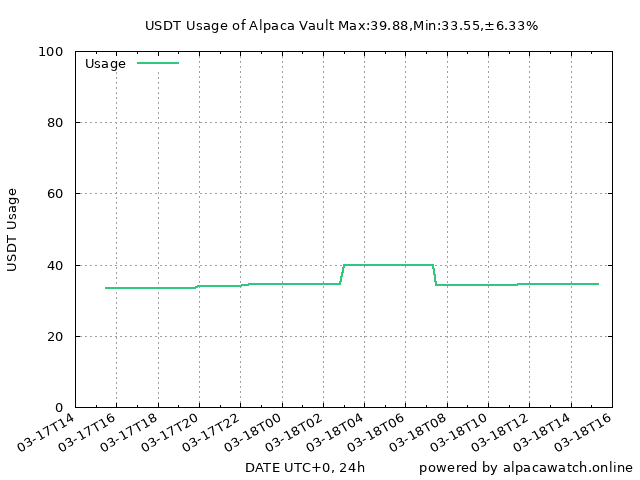 USDT Usage of Alpaca Vault Max:39.88,Min:33.55,±6.33%
Usage
100
80
60
40
20
0
USDT Usage
03-17T14
03-17T16
03-17T18
03-17T20
03-17T22
03-18T00
03-18T02
03-18T04
03-18T06
03-18T08
03-18T10
03-18T12
03-18T14
03-18T16
DATE UTC+0, 24h
powered by alpacawatch.online